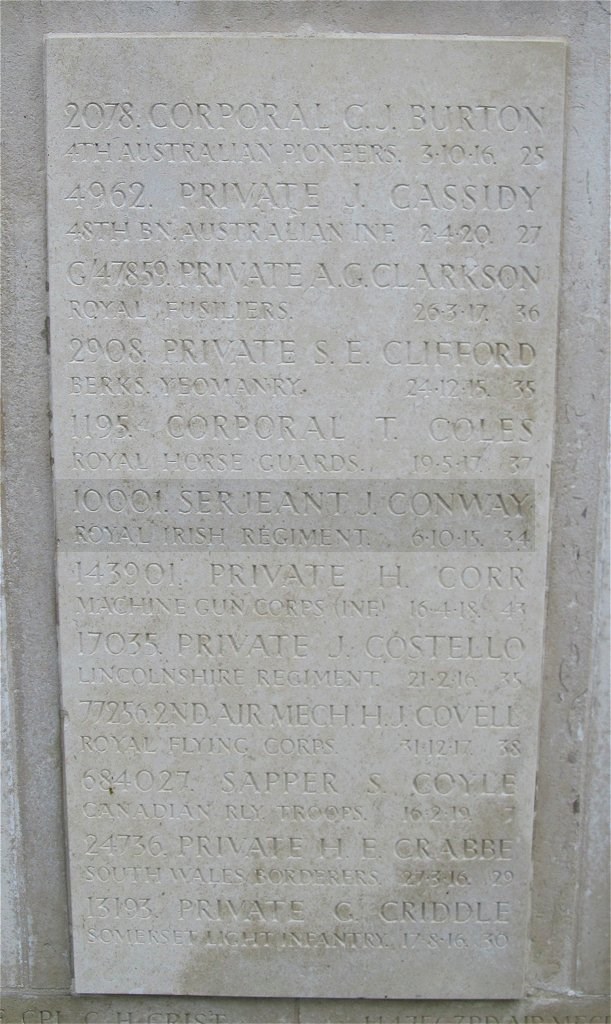 2078. CORPORAL C.J. BURTON
4TH AUSTRALIAN PIONEERS. 3·10·16. 25
4962. PRIVATE J. CASSIDY
48TH BN. AUSTRALIAN INF. 2·4·20. 27
G/47859. PRIVATE A.G. CLARKSON
ROYAL FUSILIERS. 26·3·17. 36
2908. PRIVATE S. E. CLIFFORD
BERKS. YEOMANRY. 24·12·15. 35
1195. CORPORAL T. COLES
ROYAL HORSE GUARDS. 19·5·17. 37
10001. SERJEANT J. CONWAY
ROYAL IRISH REGIMENT. 6·10·15. 34
143901. PRIVATE H. CORR
MACHINE GUN CORPS (INF.) 16·4·18. 43
17035. PRIVATE J. COSTELLO
LINCOLNSHIRE REGIMENT. 21·2·16. 35
77256. 2ND AIR MECH. H.J. COVELL
ROYAL FLYING CORPS. 31·12·17. 38
684027. SAPPER S. COYLE
CANADIAN RLY. TROOPS. 16·2·19. 7
24736. PRIVATE H. F. CRABBE
SOUTH WALES BORDERERS. 27·3·16. 29
13193. PRIVATE C. CRIDDLE
SOMERSET LIGHT INFANTRY. 17·8·16. 30
CPL. C. H. CRIST 3RD AIR MECH